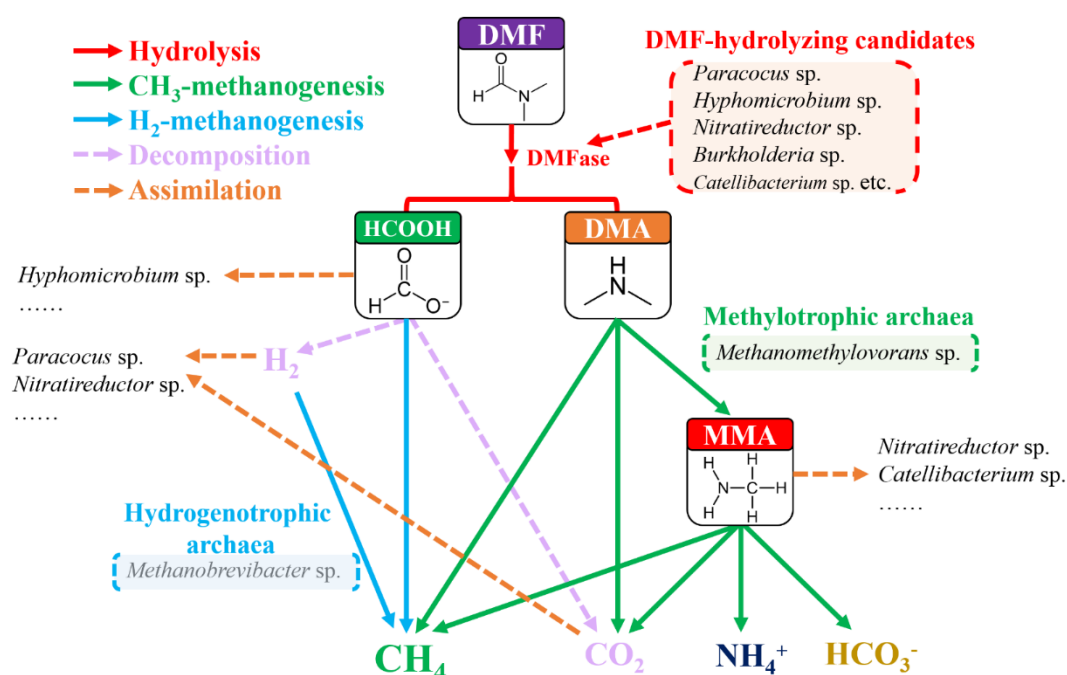 DMF
O
H
N
Hydrolysis
CH₃-methanogenesis
H₂-methanogenesis
Decomposition
Assimilation
DMF-hydrolyzing candidates
Paracocus sp.
Hyphomicrobium sp.
Nitratireductor sp.
Burkholderia sp.
Catellibacterium sp. etc.
DMFase
HCOOH
O
C
H
O⁻
DMA
H
N
Hyphomicrobium sp.
……
Paracocus sp.
Nitratireductor sp.
……
H₂
Methylotrophic archaea
Methanomethylovorans sp.
MMA
H
H
N
C
H
H
H
Nitratireductor sp.
Catellibacterium sp.
……
Hydrogenotrophic
archaea
Methanobrevibacter sp.
CH₄
CO₂
NH₄⁺
HCO₃⁻